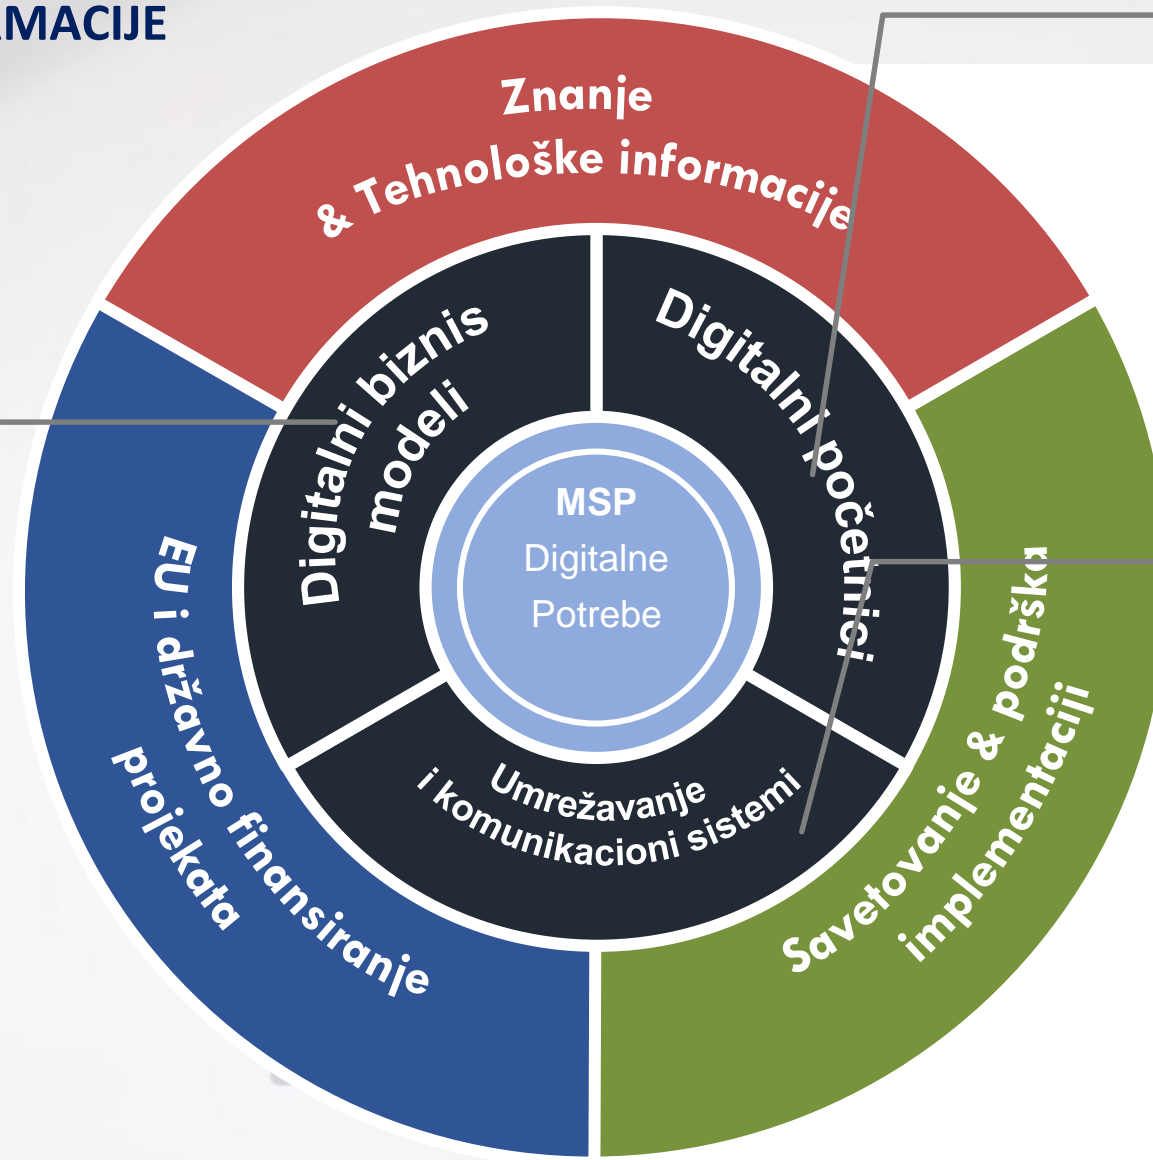 RMACIJE
Znanje
& Tehnološke informacije
Digitalni biznis
modeli
Digitalni početnici
MSP
Digitalne
Potrebe
Umrežavanje
i komunikacioni sistemi
EU i državno finansiranje
projekata
Savetovanje & podrška
implementaciji